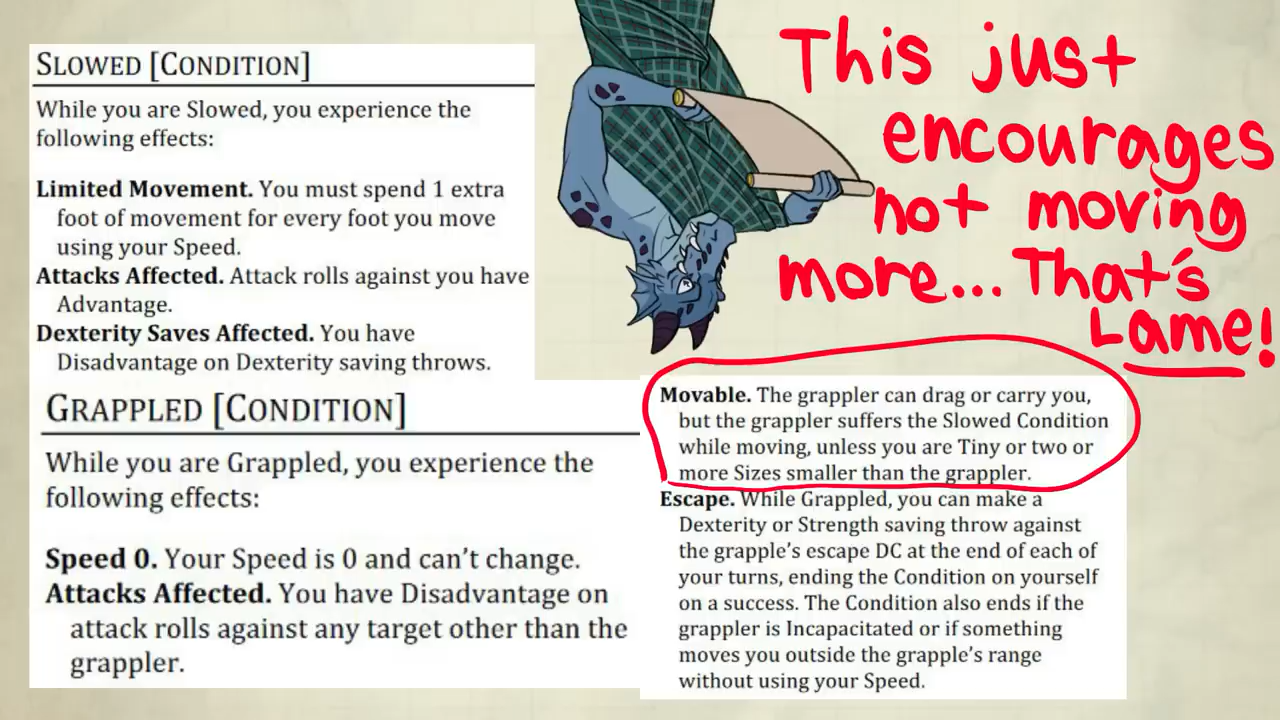 SLOWED [CONDITION]
While you are Slowed, you experience the
following effects:
Limited Movement. You must spend 1 extra
foot of movement for every foot you move
using your Speed.
Attacks Affected. Attack rolls against you have
Advantage.
Dexterity Saves Affected. You have
Disadvantage on Dexterity saving throws.
GRAPPLED [CONDITION]
While you are Grappled, you experience the
following effects:
Speed 0. Your Speed is 0 and can’t change.
Attacks Affected. You have Disadvantage on
attack rolls against any target other than the
grappler.
This just
encourages
not moving
more... That's
Lame!
Movable. The grappler can drag or carry you,
but the grappler suffers the Slowed Condition
while moving, unless you are Tiny or two or
more Sizes smaller than the grappler.
Escape. While Grappled, you can make a
Dexterity or Strength saving throw against
the grapple’s escape DC at the end of each of
your turns, ending the Condition on yourself
on a success. The Condition also ends if the
grappler is Incapacitated or if something
moves you outside the grapple’s range
without using your Speed.